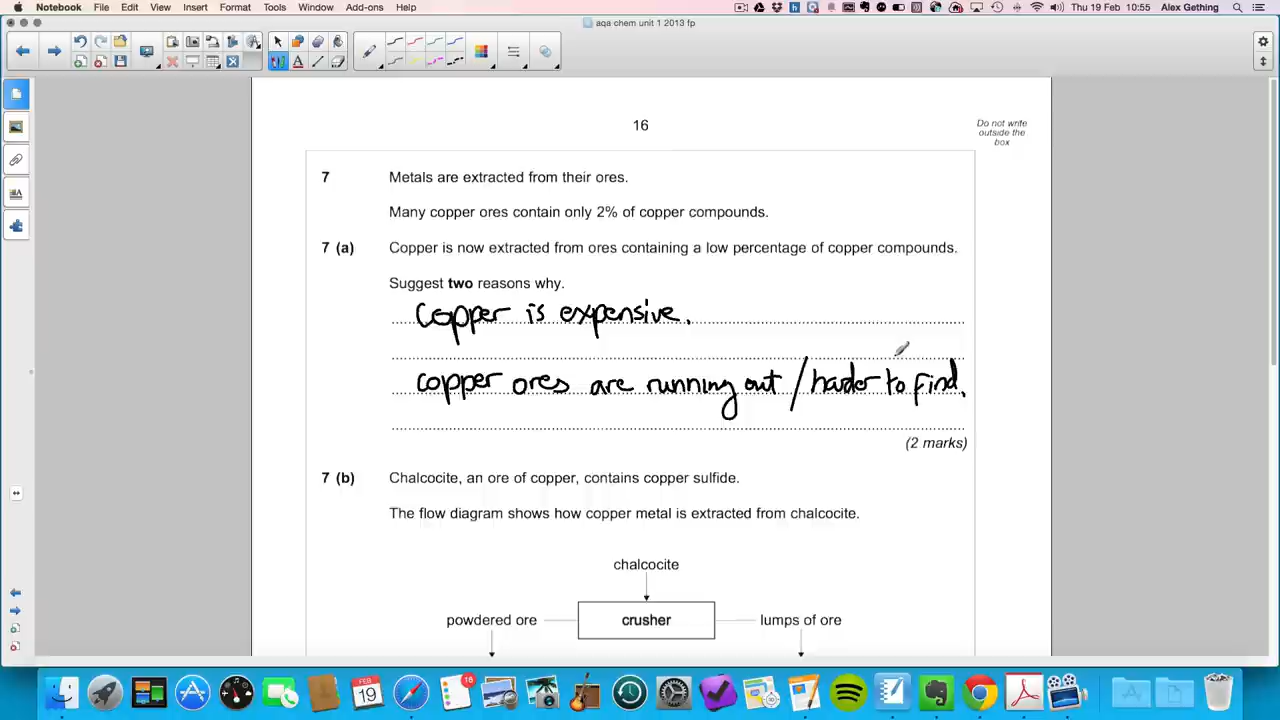 Notebook File Edit View Insert Format Tools Window Add-ons Help
Thu 19 Feb 10:55 Alex Gething
aqa chem unit 1 2013 fp
16
Do not write
outside the
box
7 Metals are extracted from their ores.
Many copper ores contain only 2% of copper compounds.
7 (a) Copper is now extracted from ores containing a low percentage of copper compounds.
Suggest two reasons why.
Copper is expensive.
copper ores are running out / harder to find.
(2 marks)
7 (b) Chalcocite, an ore of copper, contains copper sulfide.
The flow diagram shows how copper metal is extracted from chalcocite.
chalcocite
powdered ore crusher lumps of ore
FEB
19
18